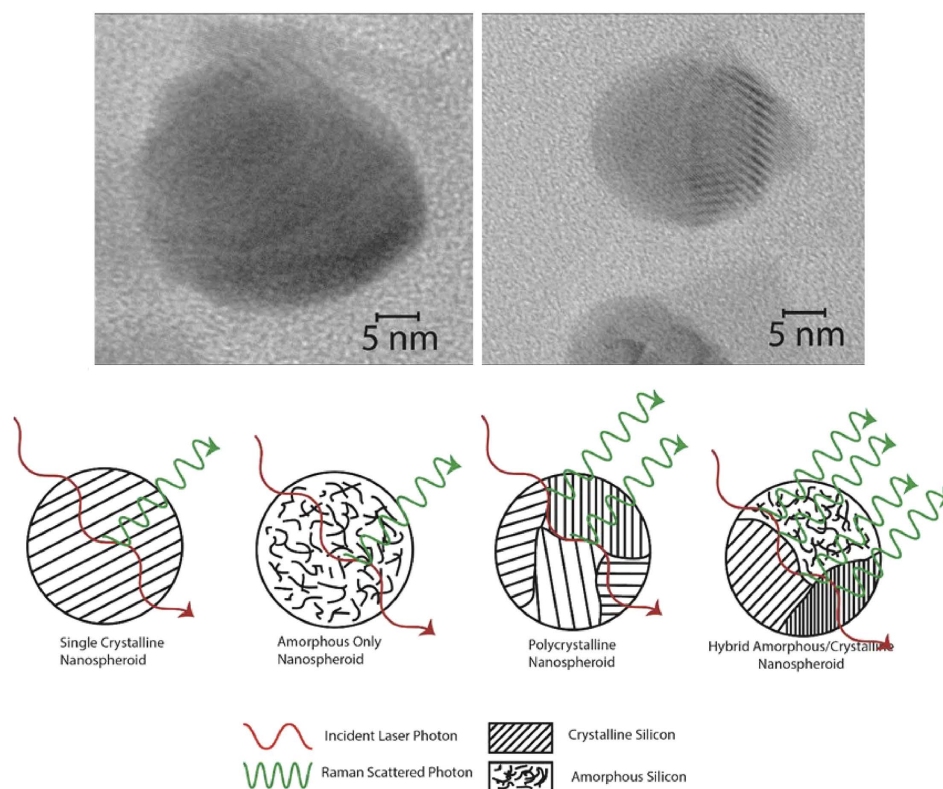 5 nm
5 nm
Single Crystalline
Nanospheroid
Amorphous Only
Nanospheroid
Polycrystalline
Nanospheroid
Hybrid Amorphous/Crystalline
Nanospheroid
Incident Laser Photon
Crystalline Silicon
Raman Scattered Photon
Amorphous Silicon